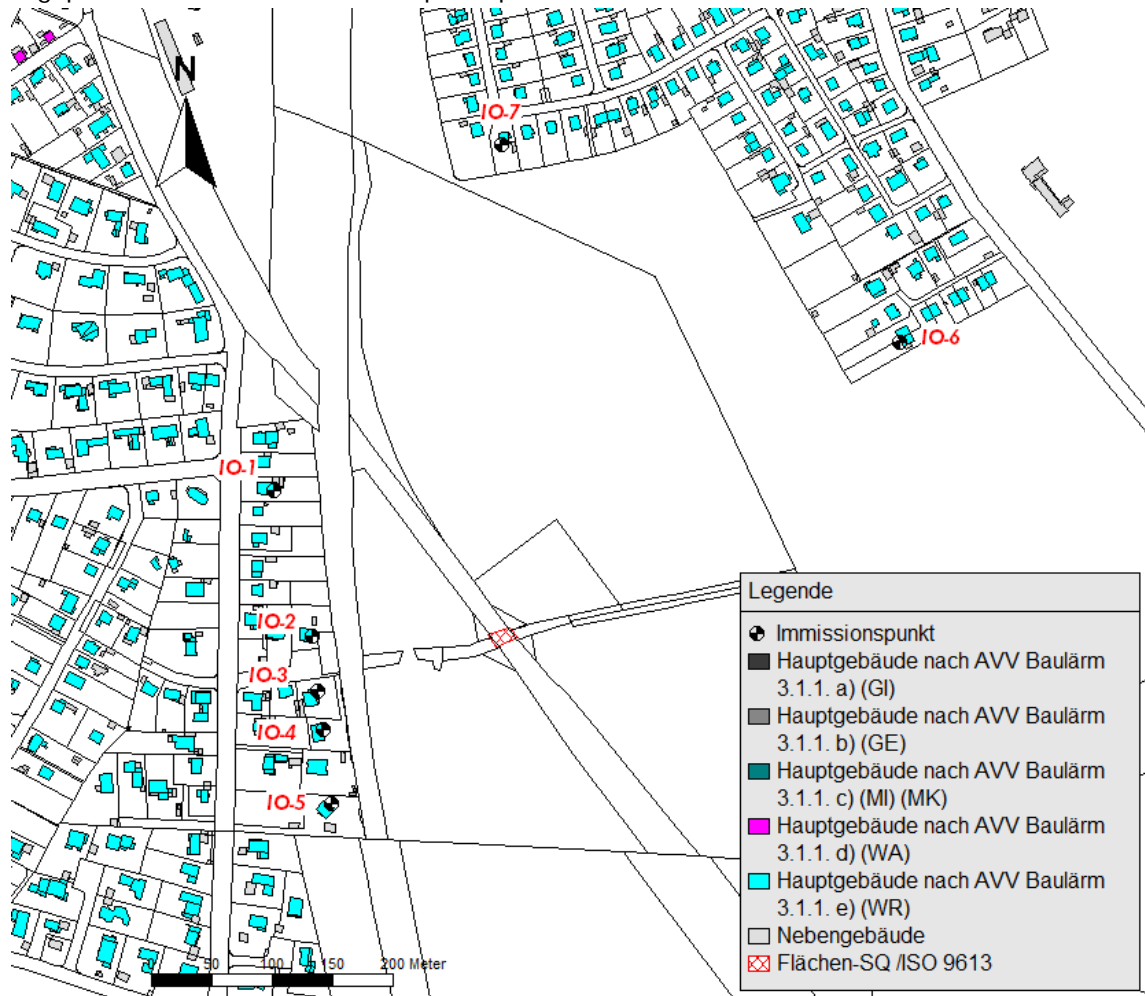 N
IO-7
IO-6
IO-1
IO-2
IO-3
IO-4
IO-5
50 100 150 200 Meter
Legende
Immissionspunkt
Hauptgebäude nach AVV Baulärm
3.1.1. a) (GI)
Hauptgebäude nach AVV Baulärm
3.1.1. b) (GE)
Hauptgebäude nach AVV Baulärm
3.1.1. c) (MI) (MK)
Hauptgebäude nach AVV Baulärm
3.1.1. d) (WA)
Hauptgebäude nach AVV Baulärm
3.1.1. e) (WR)
Nebengebäude
Flächen-SQ /ISO 9613